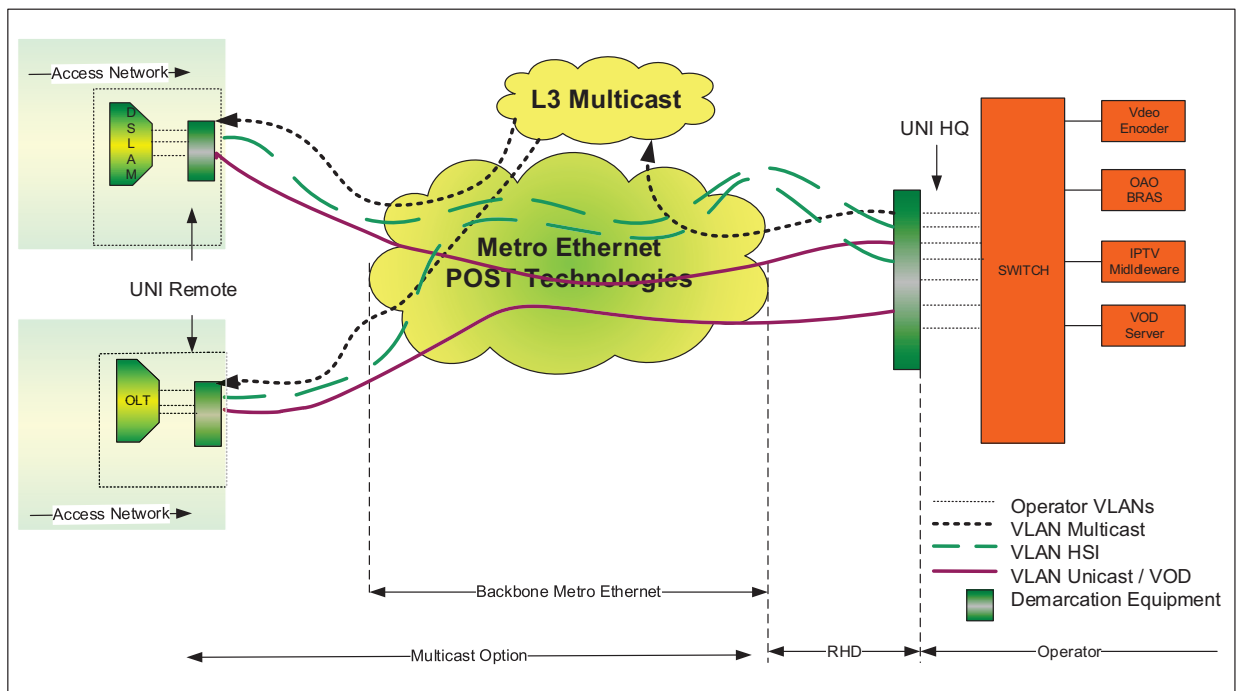 Access Network
L3 Multicast
DSLAM
UNI HQ
Vdeo
Encoder
OAO
BRAS
Metro Ethernet
POST Technologies
SWITCH
IPTV
MidIdleware
UNI Remote
VOD
Server
OLT
Access Network
Operator VLANs
VLAN Multicast
VLAN HSI
VLAN Unicast / VOD
Demarcation Equipment
Backbone Metro Ethernet
Multicast Option
RHD
Operator